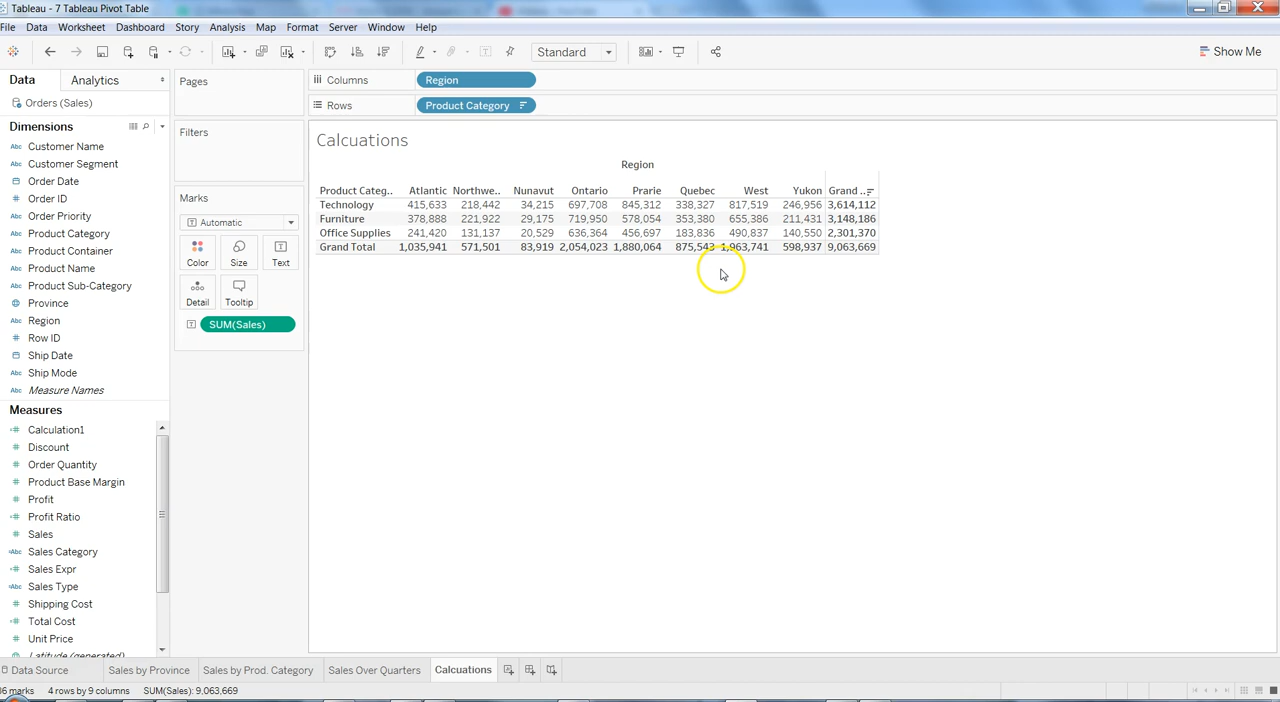 Tableau - 7 Tableau Pivot Table
File Data Worksheet Dashboard Story Analysis Map Format Server Window Help
Standard Show Me
Data Analytics
Orders (Sales)
Dimensions
Customer Name
Customer Segment
Order Date
Order ID
Order Priority
Product Category
Product Container
Product Name
Product Sub-Category
Province
Region
Row ID
Ship Date
Ship Mode
Measure Names
Measures
Calculation1
Discount
Order Quantity
Product Base Margin
Profit
Profit Ratio
Sales
Sales Category
Sales Expr
Sales Type
Shipping Cost
Total Cost
Unit Price
Latitude (generated)
Pages
Filters
Marks
Automatic
Color Size Text
Detail Tooltip
SUM(Sales)
Columns Region
Rows Product Category
Calcuations
Region
Product Categ.. Atlantic Northwe.. Nunavut Ontario Prarie Quebec West Yukon Grand ..
Technology 415,633 218,442 34,215 697,708 845,312 338,327 817,519 246,956 3,614,112
Furniture 378,888 221,922 29,175 719,950 578,054 353,380 655,386 211,431 3,148,186
Office Supplies 241,420 131,137 20,529 636,364 456,697 183,836 490,837 140,550 2,301,370
Grand Total 1,035,941 571,501 83,919 2,054,023 1,880,064 875,543 1,963,741 598,937 9,063,669
Data Source Sales by Province Sales by Prod. Category Sales Over Quarters Calcuations
36 marks 4 rows by 9 columns SUM(Sales): 9,063,669